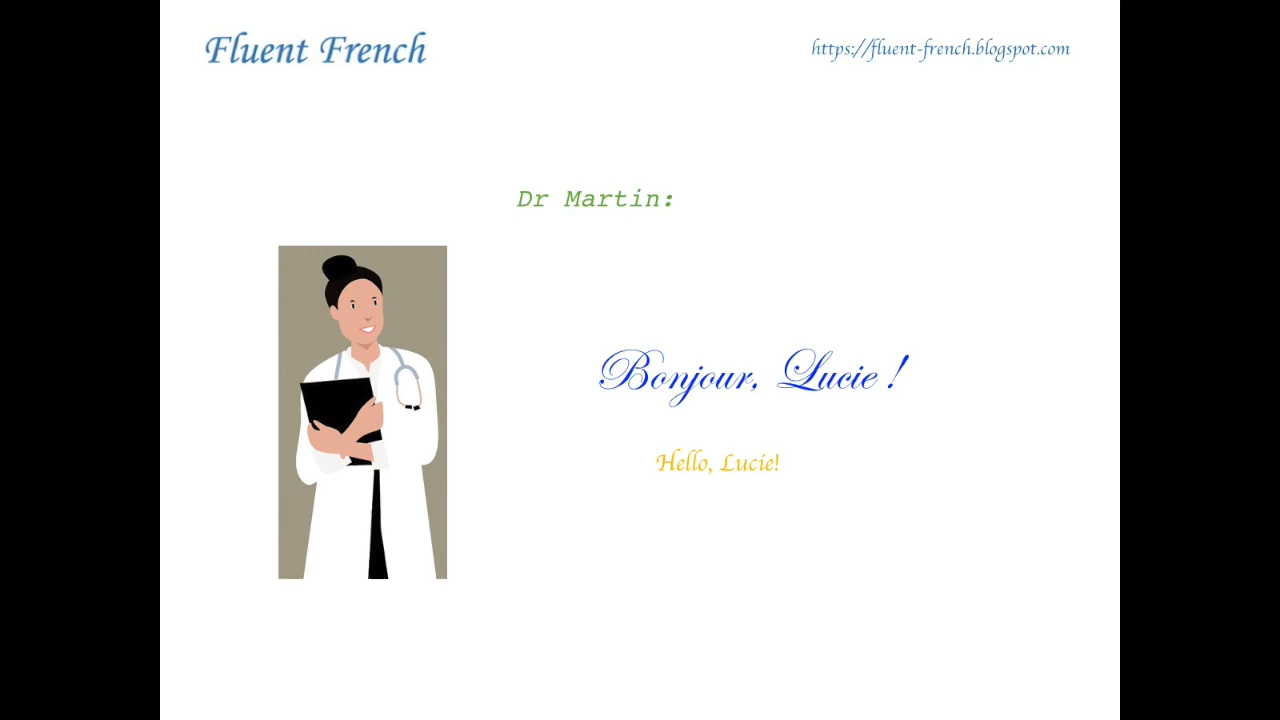 Fluent French
https://fluent-french.blogspot.com
Dr Martin:
Bonjour, Lucie !
Hello, Lucie!